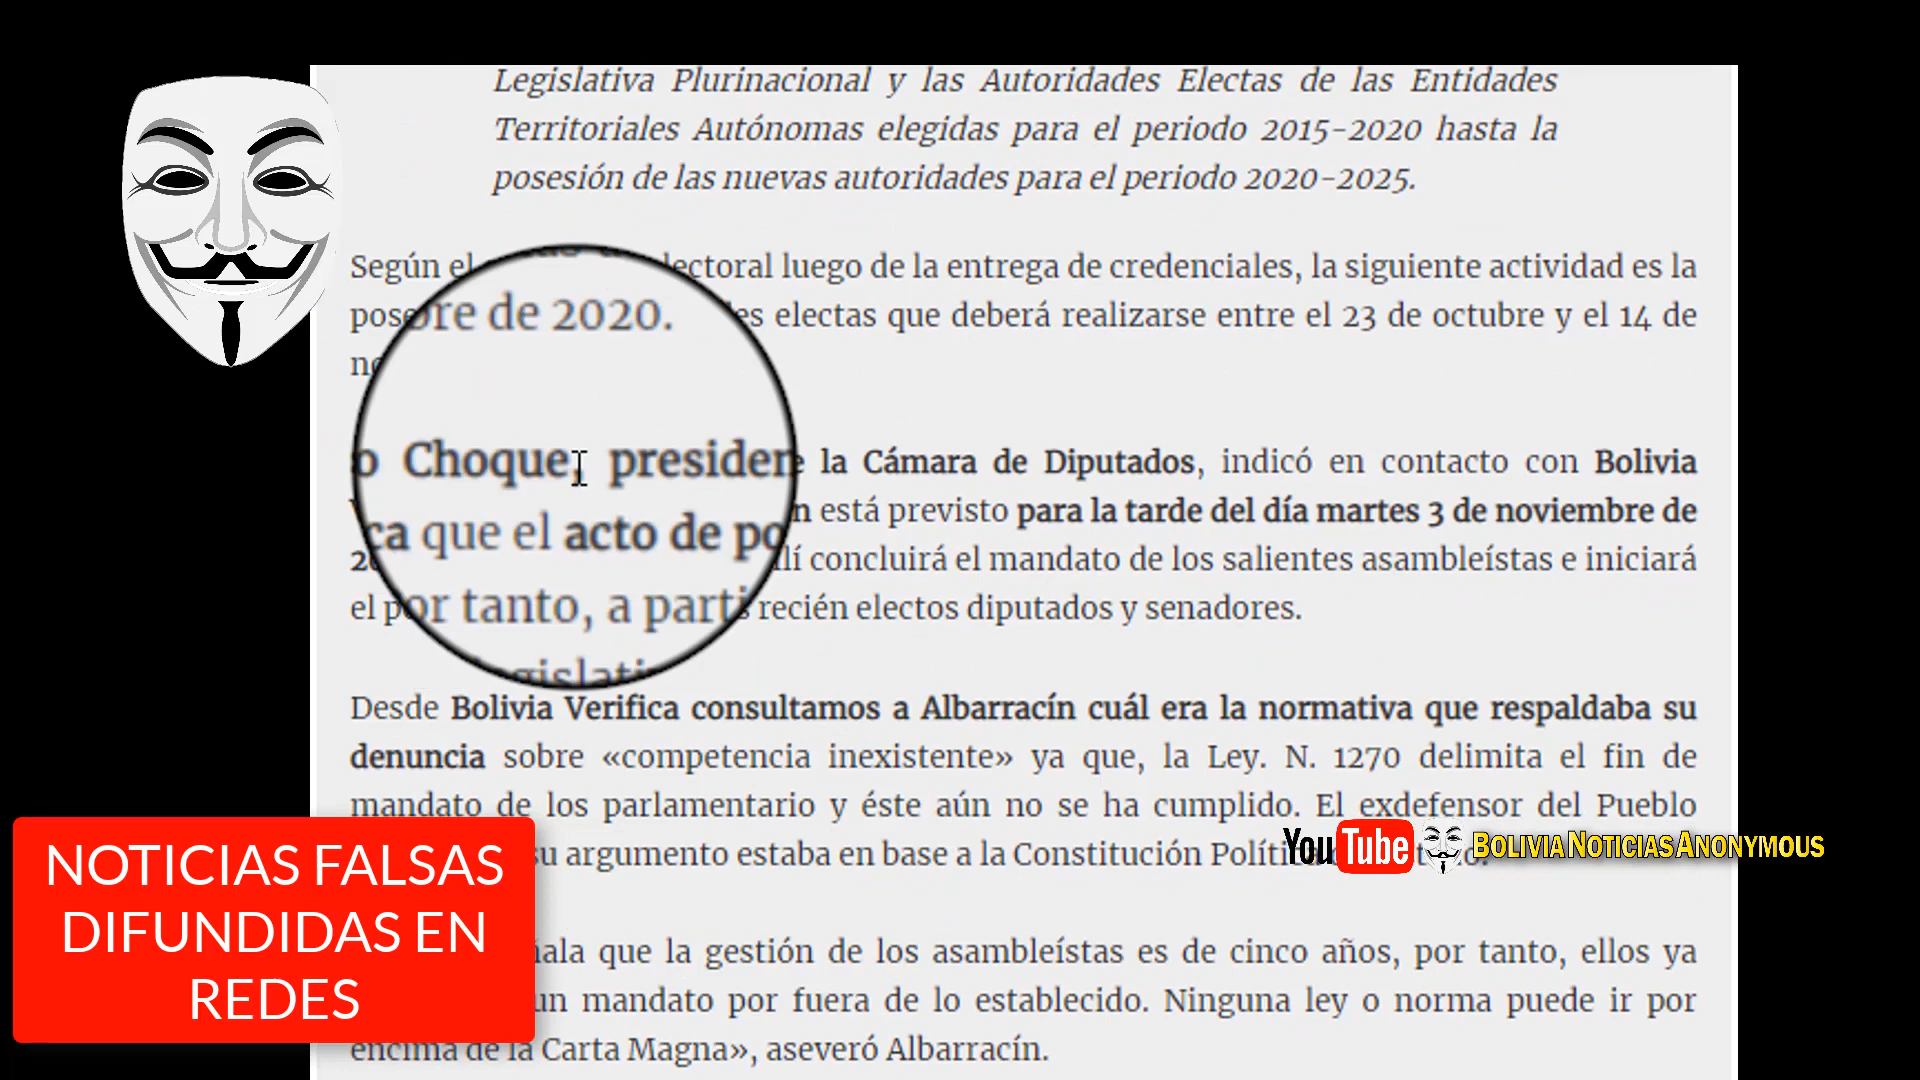 Legislativa Plurinacional y las Autoridades Electas de las Entidades
Territoriales Autónomas elegidas para el periodo 2015-2020 hasta la
posesión de las nuevas autoridades para el periodo 2020-2025.
Según el lectoral luego de la entrega de credenciales, la siguiente actividad es la
pose es electas que deberá realizarse entre el 23 de octubre y el 14 de
no
bre de 2020.
o Choque, presiden la Cámara de Diputados, indicó en contacto con Bolivia
ca que el acto de po n está previsto para la tarde del día martes 3 de noviembre de
llí concluirá el mandato de los salientes asambleístas e iniciará
el por tanto, a parti recién electos diputados y senadores.
gislati
Desde Bolivia Verifica consultamos a Albarracín cuál era la normativa que respaldaba su
denuncia sobre «competencia inexistente» ya que, la Ley. N. 1270 delimita el fin de
mandato de los parlamentario y éste aún no se ha cumplido. El exdefensor del Pueblo
su argumento estaba en base a la Constitución Políti
YouTube BOLIVIA NOTICIAS ANONYMOUS
NOTICIAS FALSAS
DIFUNDIDAS EN
REDES
ñala que la gestión de los asambleístas es de cinco años, por tanto, ellos ya
un mandato por fuera de lo establecido. Ninguna ley o norma puede ir por
encima de la Carta Magna», aseveró Albarracín.